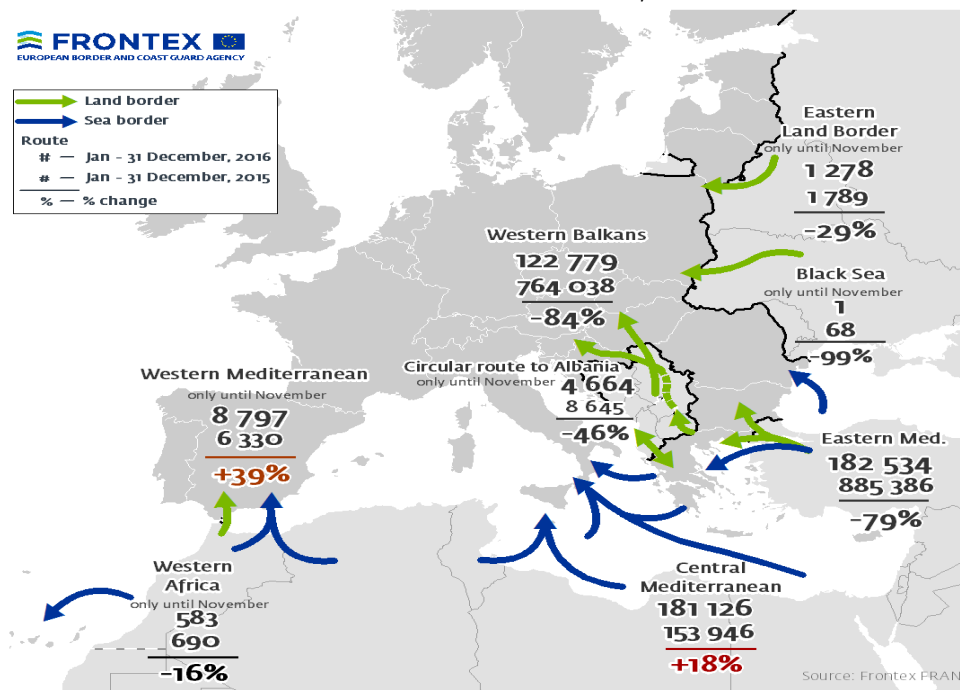 FRONTEX
EUROPEAN BORDER AND COAST GUARD AGENCY
Land border
Sea border
Route
# — Jan – 31 December, 2016
# — Jan – 31 December, 2015
% — % change
Eastern
Land Border
only until November
1 278
1 789
-29%
Western Balkans
122 779
764 038
-84%
Black Sea
only until November
1
68
-99%
Circular route to Albania
only until November
4 664
8 645
-46%
Western Mediterranean
only until November
8 797
6 330
+39%
Eastern Med.
182 534
885 386
-79%
Western
Africa
only until November
583
690
-16%
Central
Mediterranean
181 126
153 946
+18%
Source: Frontex FRAN